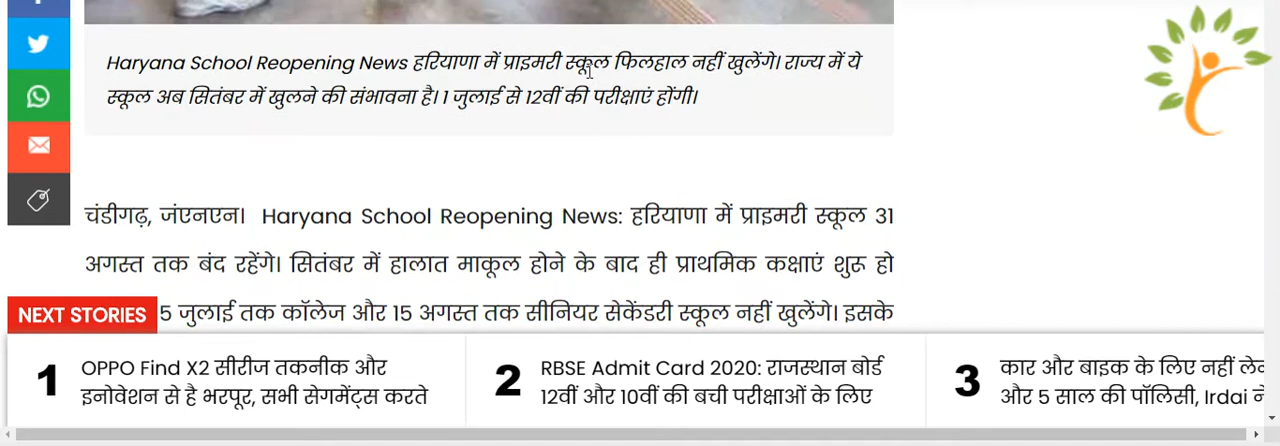 Haryana School Reopening News हरियाणा में प्राइमरी स्कूल फिलहाल नहीं खुलेंगे। राज्य में ये
स्कूल अब सितंबर में खुलने की संभावना है। 1 जुलाई से 12वीं की परीक्षाएं होंगी।
चंडीगढ़, जंएनएन। Haryana School Reopening News: हरियाणा में प्राइमरी स्कूल 31
अगस्त तक बंद रहेंगे। सितंबर में हालात माकूल होने के बाद ही प्राथमिक कक्षाएं शुरू हो
5 जुलाई तक कॉलेज और 15 अगस्त तक सीनियर सेकेंडरी स्कूल नहीं खुलेंगे। इसके
NEXT STORIES
1
OPPO Find X2 सीरीज तकनीक और
इनोवेशन से है भरपूर, सभी सेगमेंट्स करते
2
RBSE Admit Card 2020: राजस्थान बोर्ड
12वीं और 10वीं की बची परीक्षाओं के लिए
3
कार और बाइक के लिए नहीं
और 5 साल की पॉलिसी, Irdai ने